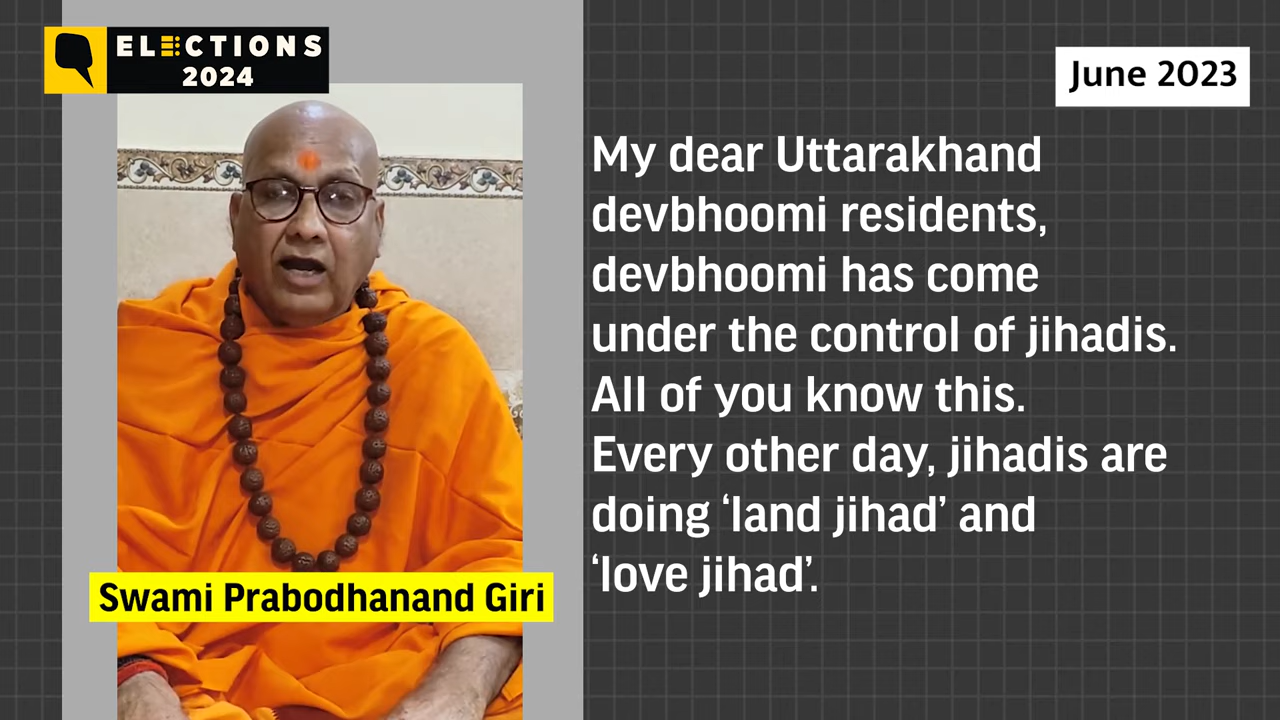 ELECTIONS
2024
June 2023
My dear Uttarakhand
devbhoomi residents,
devbhoomi has come
under the control of jihadis.
All of you know this.
Every other day, jihadis are
doing ‘land jihad’ and
‘love jihad’.
Swami Prabodhanand Giri